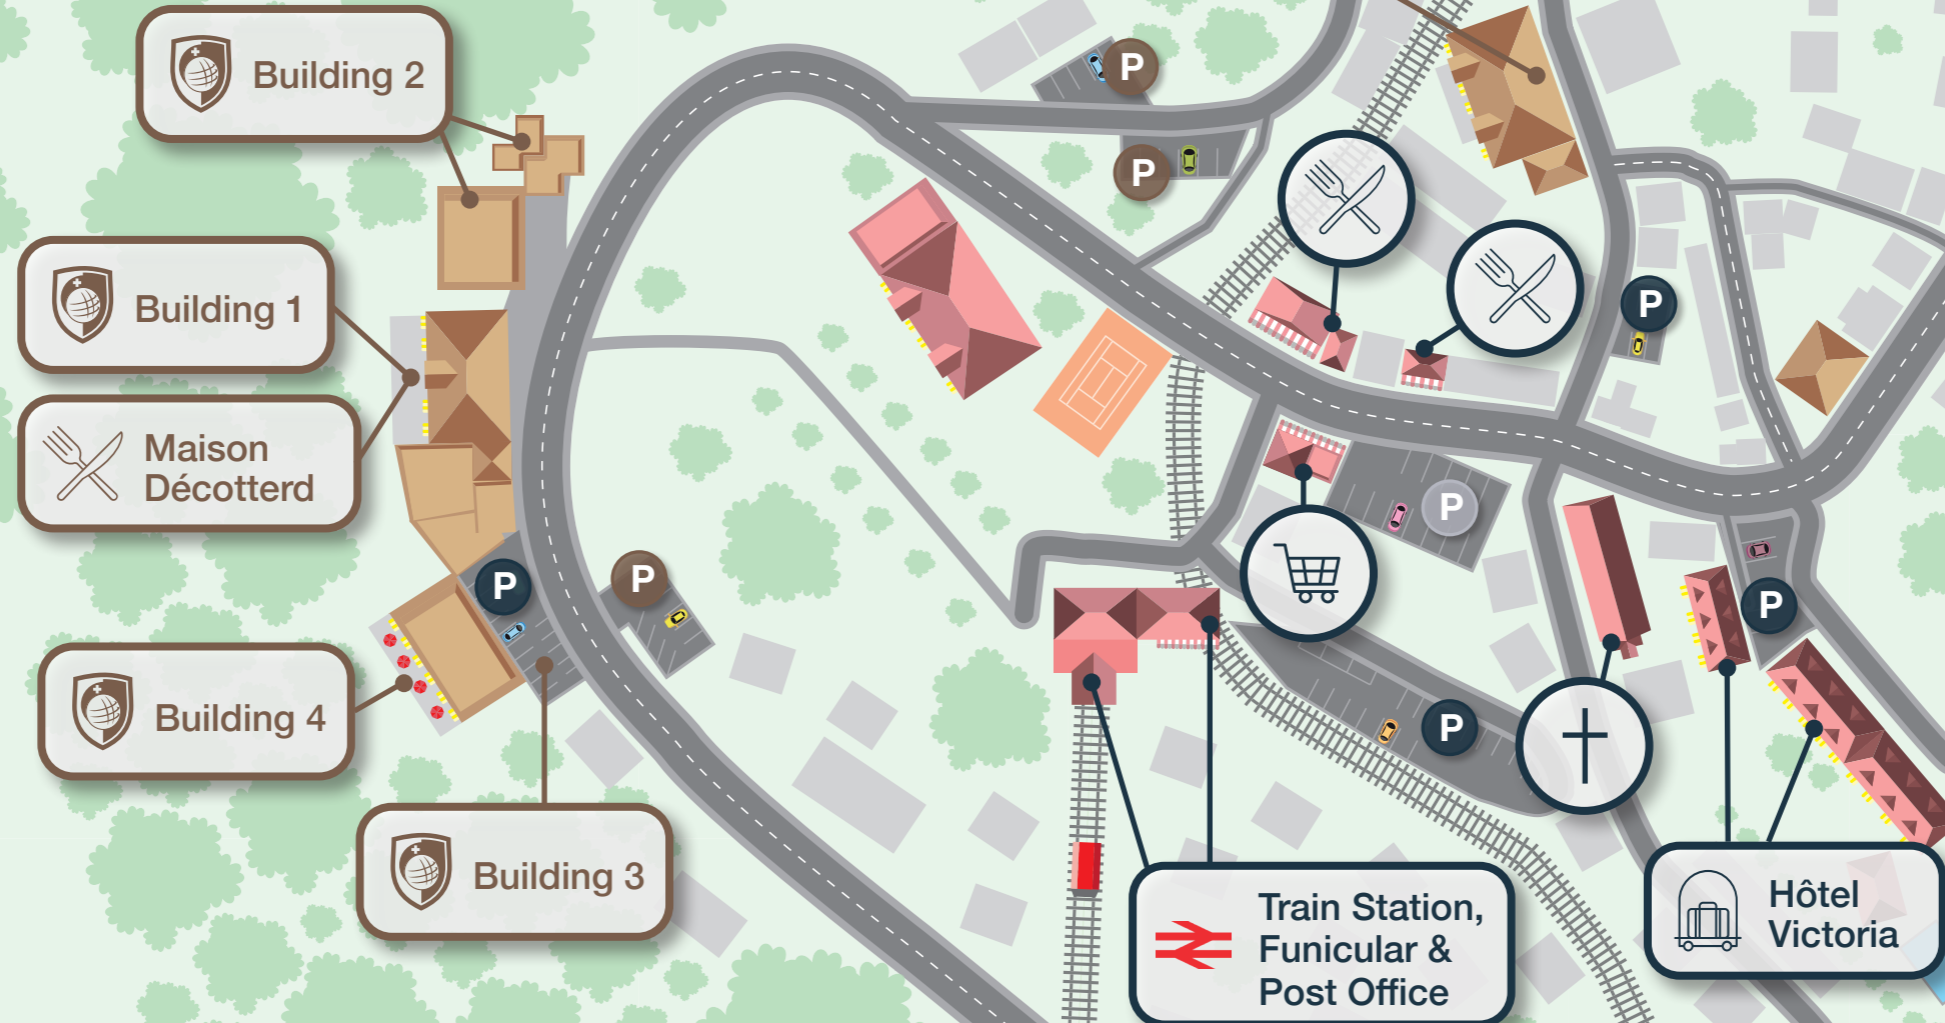 Building 2
P
P
Building 1
P
Maison
Décotterd
P
P
P
P
Building 4
P
Building 3
Train Station,
Funicular &
Post Office
Hôtel
Victoria